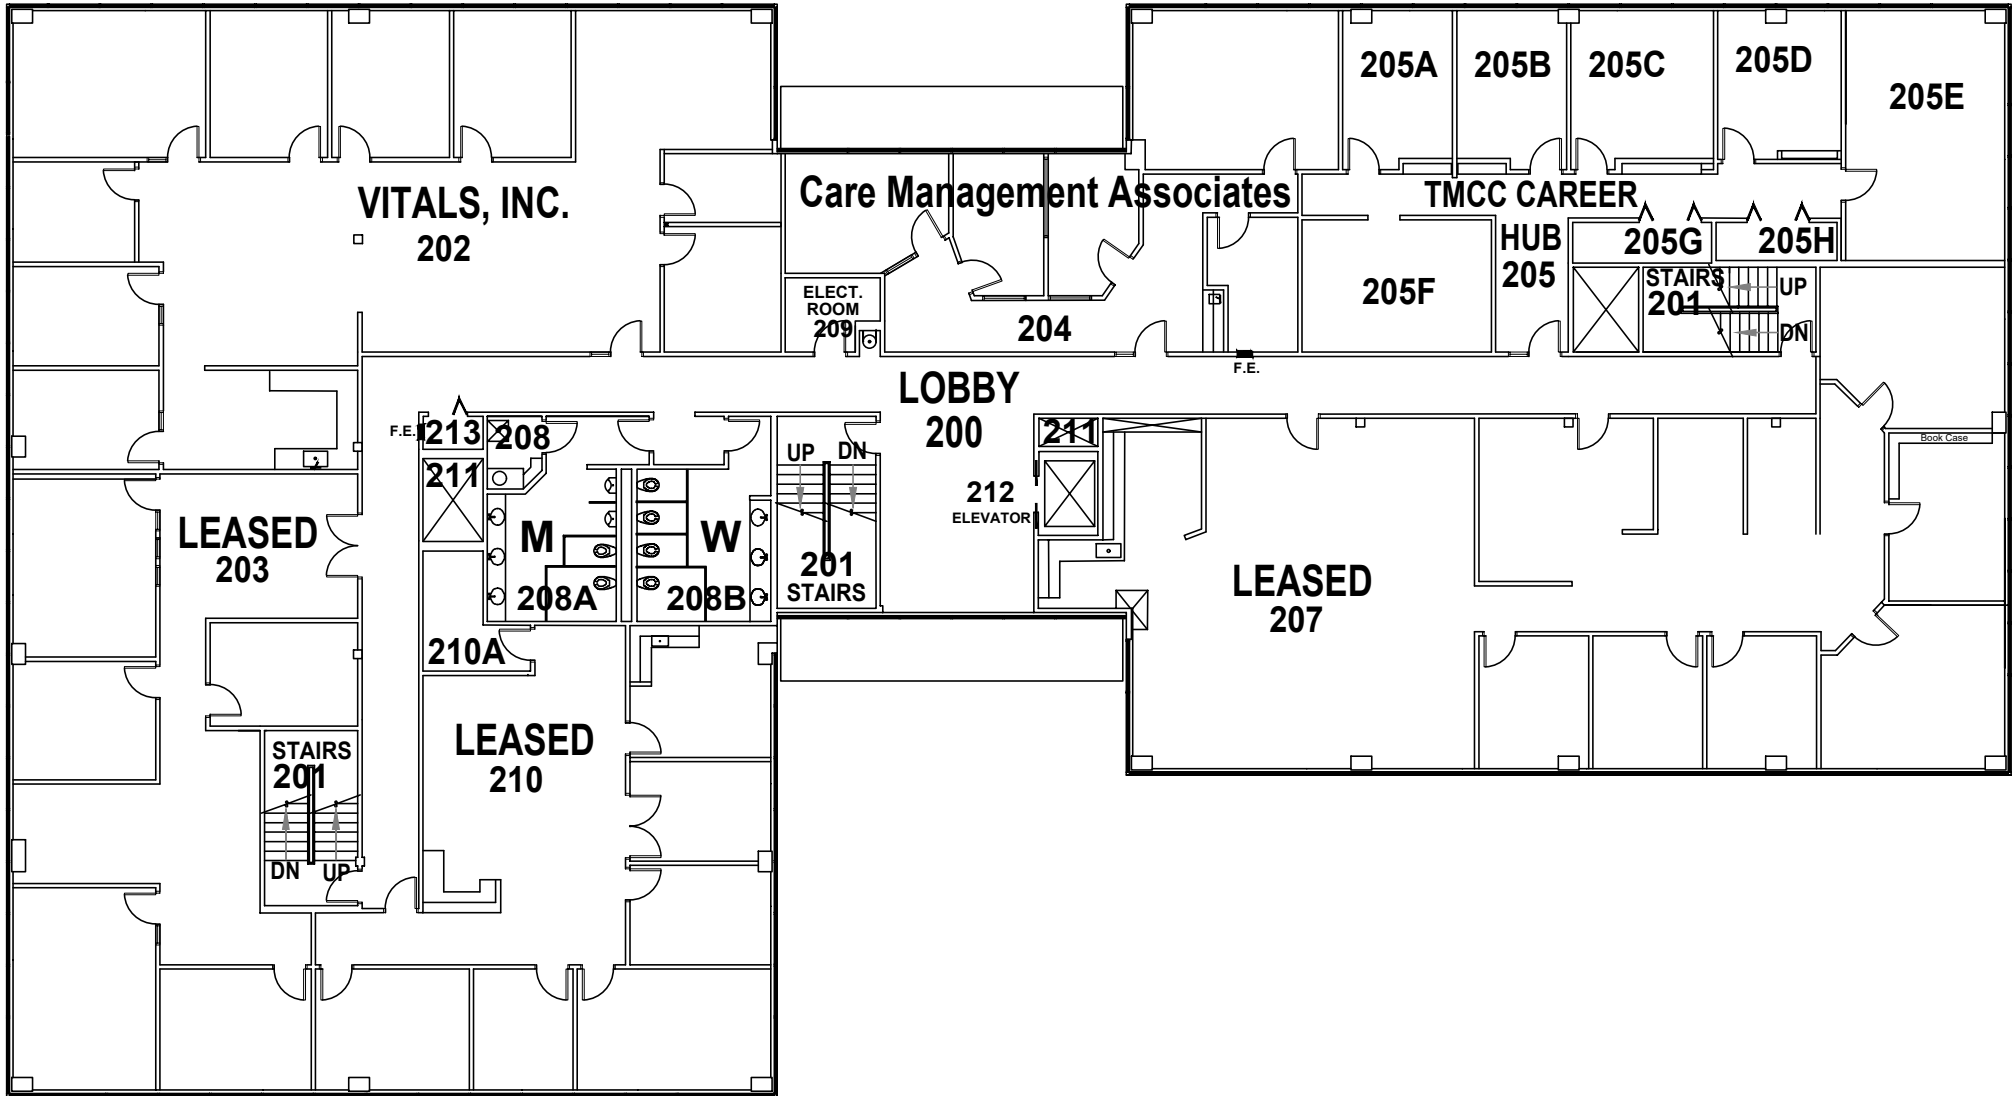 205A
205B
205C
205D
205E
VITALS, INC.
202
Care Management Associates
204
TMCC CAREER
HUB
205
205G
205H
205F
STAIRS
201
UP
DN
ELECT.
ROOM
209
F.E.
LOBBY
200
F.E.
213
208
211
UP
DN
201
STAIRS
211
212
ELEVATOR
Book Case
LEASED
203
M
208A
W
208B
LEASED
207
210A
LEASED
210
STAIRS
201
DN
UP